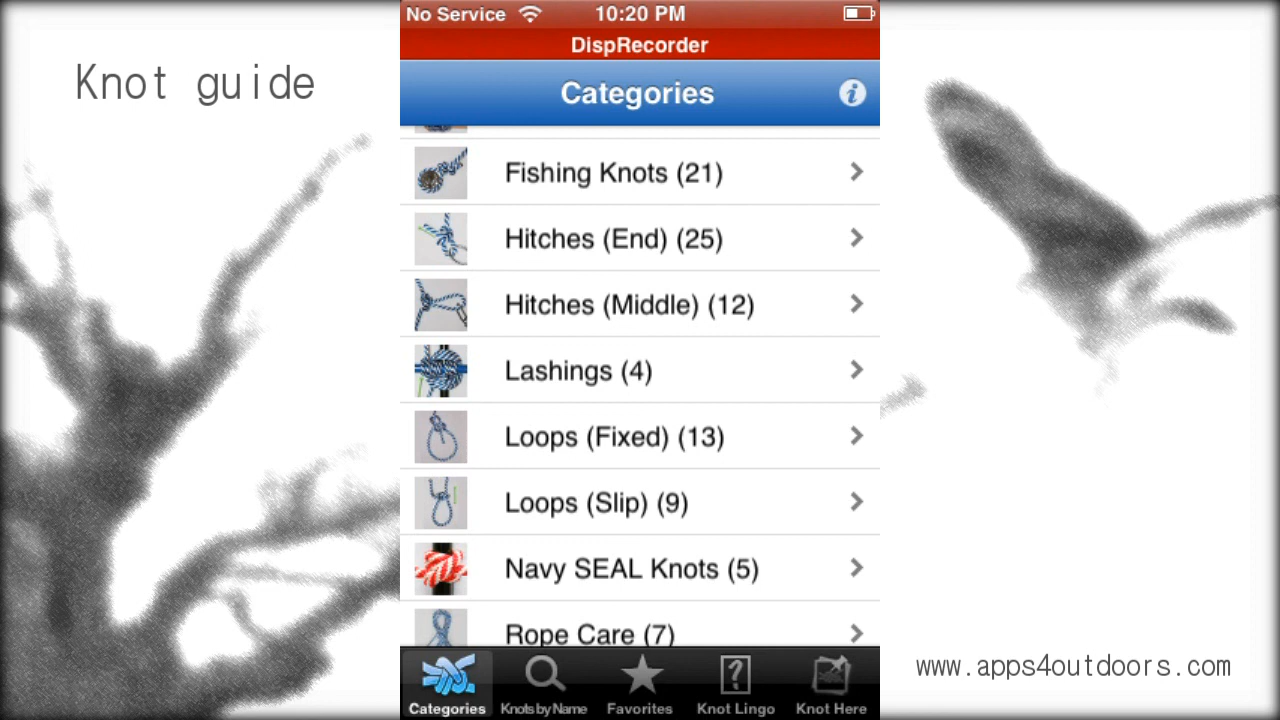 Knot guide
No Service 10:20 PM
DispRecorder
Categories
Fishing Knots (21)
Hitches (End) (25)
Hitches (Middle) (12)
Lashings (4)
Loops (Fixed) (13)
Loops (Slip) (9)
Navy SEAL Knots (5)
Rope Care (7)
Categories Knots by Name Favorites Knot Lingo Knot Here
www.apps4outdoors.com